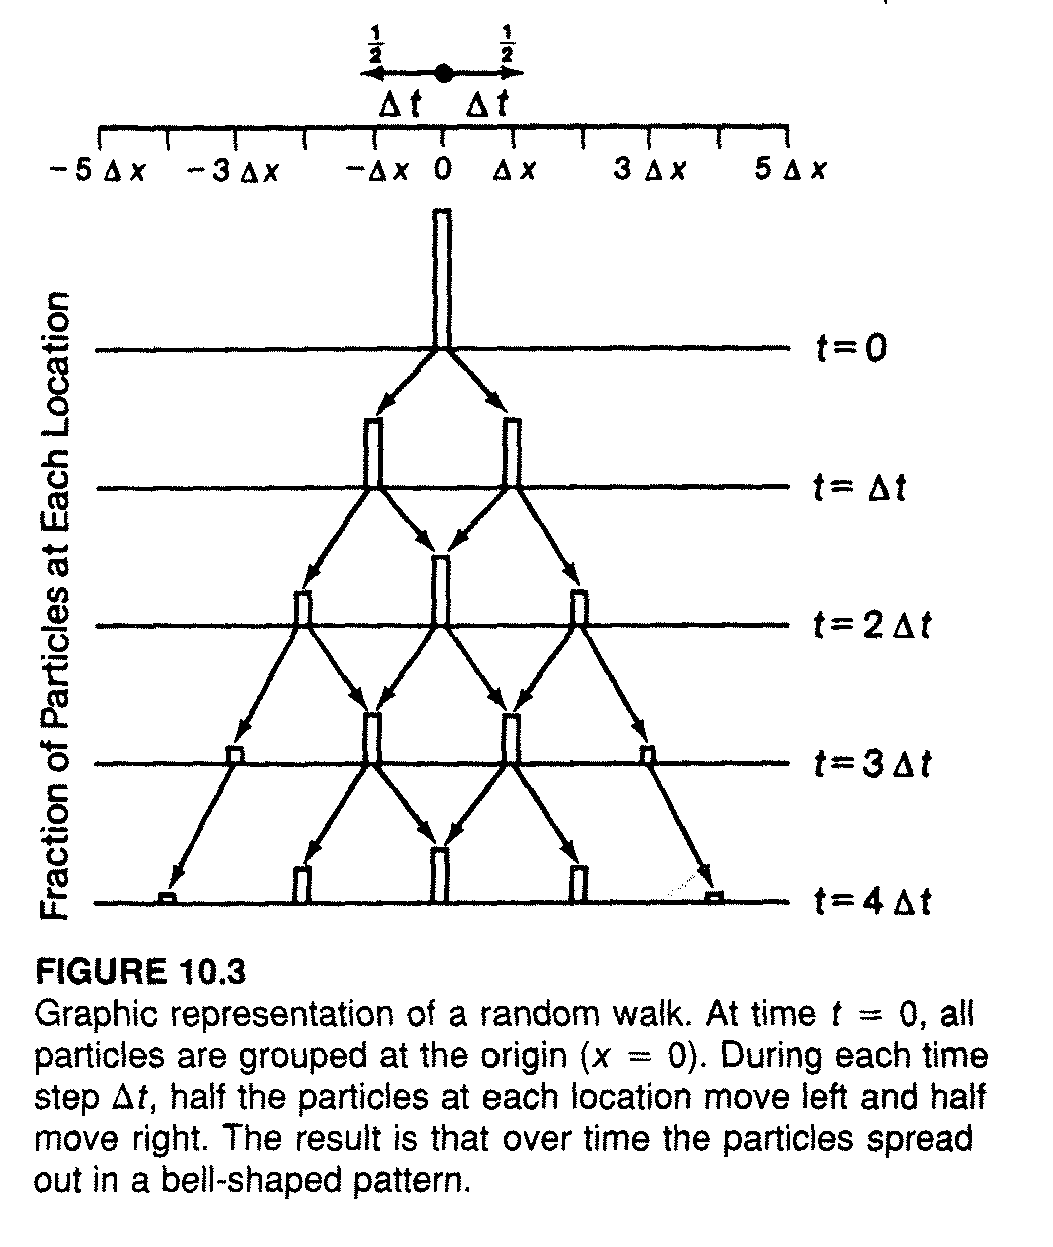 1/2 1/2
Δt Δt
-5 Δx -3 Δx -Δx 0 Δx 3 Δx 5 Δx
Fraction of Particles at Each Location
t=0
t= Δt
t=2 Δt
t=3 Δt
t=4 Δt
FIGURE 10.3
Graphic representation of a random walk. At time t = 0, all
particles are grouped at the origin (x = 0). During each time
step Δt, half the particles at each location move left and half
move right. The result is that over time the particles spread
out in a bell-shaped pattern.